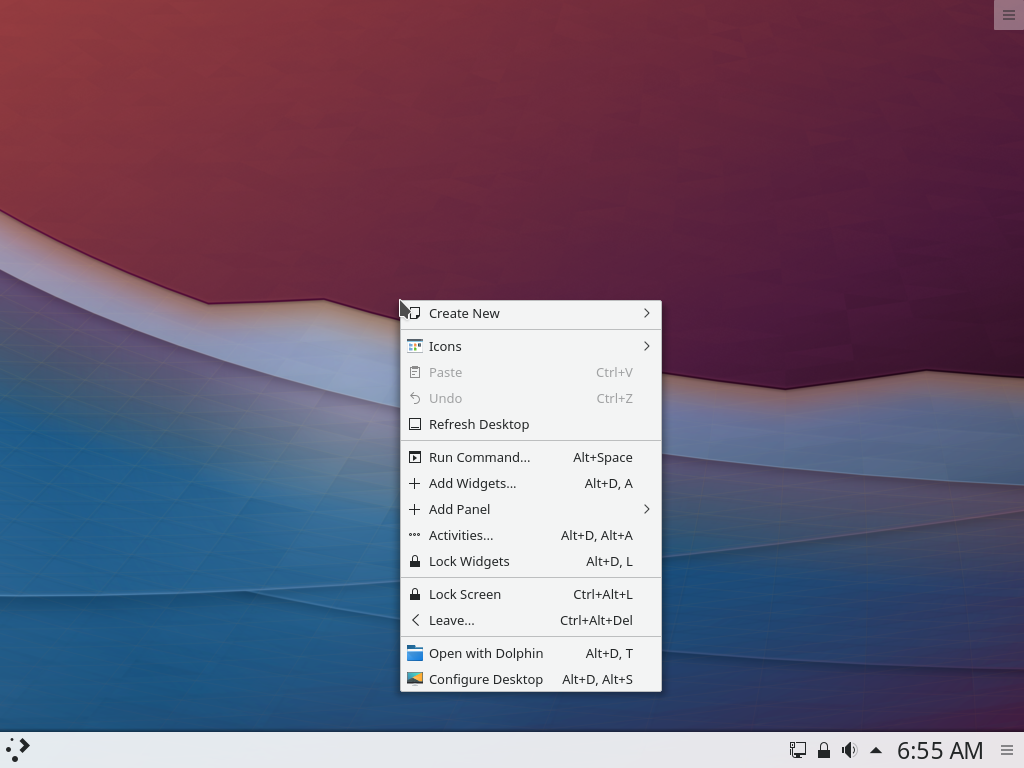 Create New
Icons
Paste Ctrl+V
Undo Ctrl+Z
Refresh Desktop
Run Command... Alt+Space
Add Widgets... Alt+D, A
Add Panel
Activities... Alt+D, Alt+A
Lock Widgets Alt+D, L
Lock Screen Ctrl+Alt+L
Leave... Ctrl+Alt+Del
Open with Dolphin Alt+D, T
Configure Desktop Alt+D, Alt+S
6:55 AM